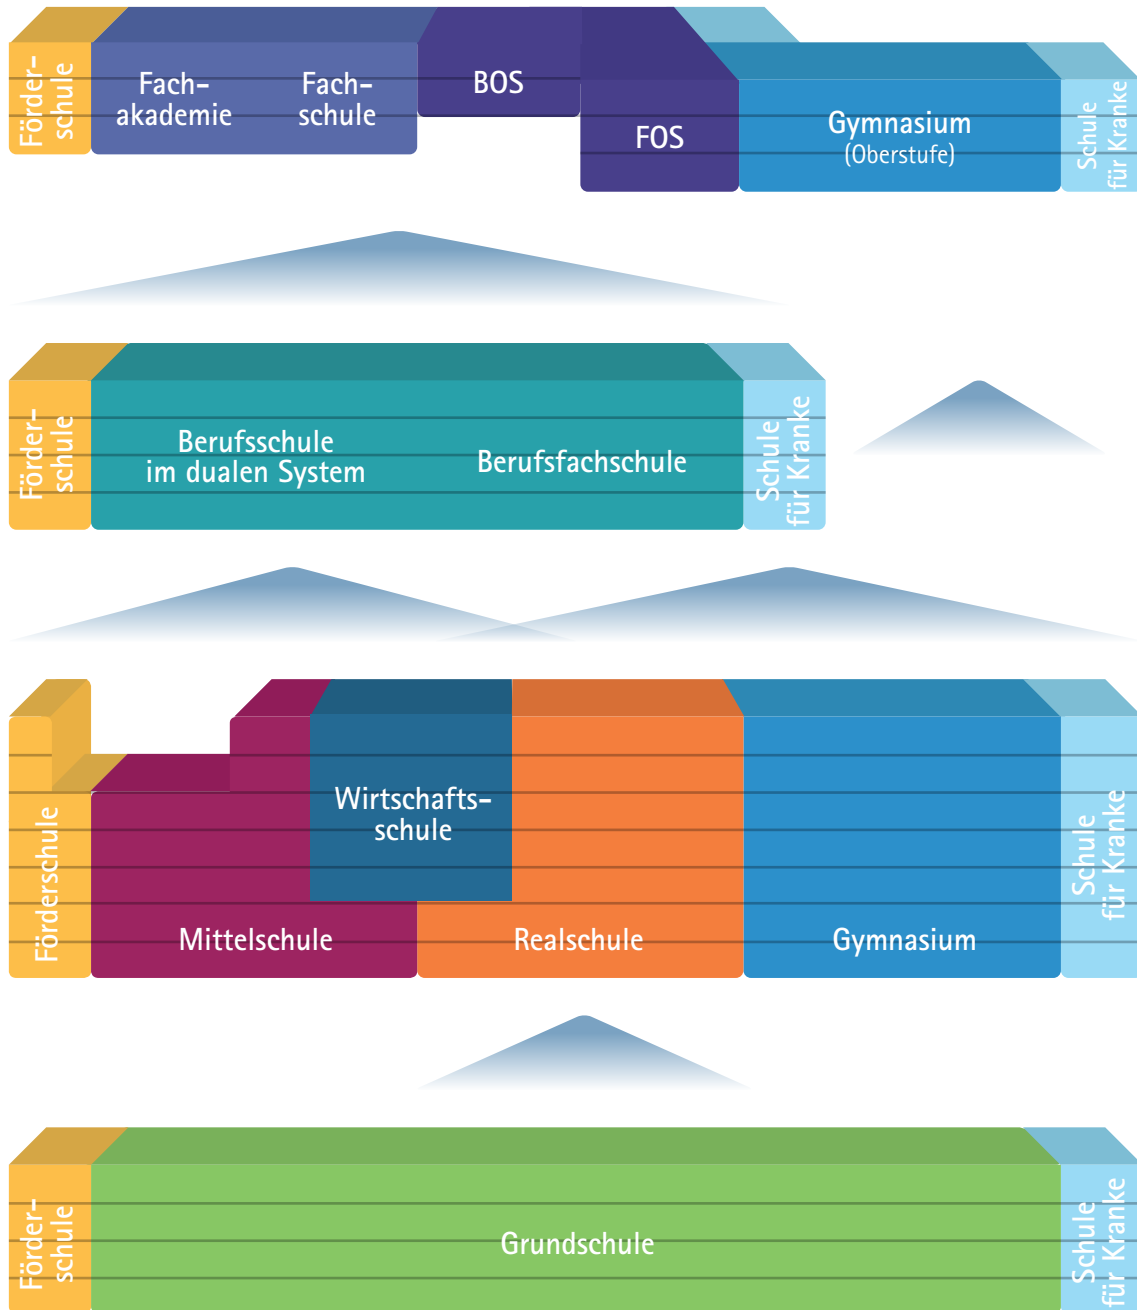 Förder-
schule
Fach-
akademie
Fach-
schule
BOS
FOS
Gymnasium
(Oberstufe)
Schule
für Kranke
Förder-
schule
Berufsschule
im dualen System
Berufsfachschule
Schule
für Kranke
Förderschule
Mittelschule
Wirtschafts-
schule
Realschule
Gymnasium
Schule
für Kranke
Förder-
schule
Grundschule
Schule
für Kranke